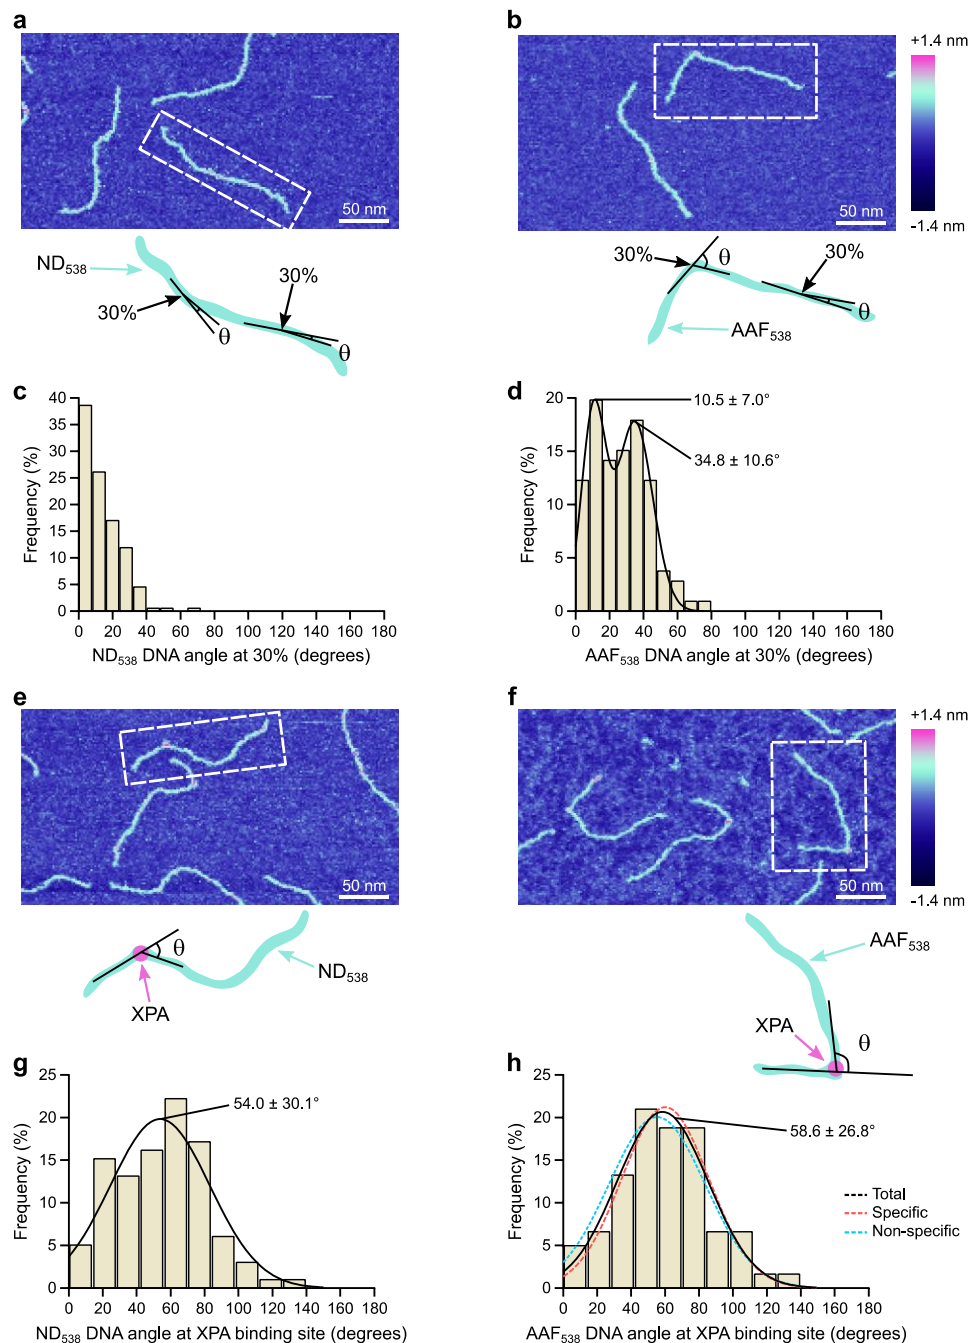 a
50 nm
ND538
30%
30%
θ
θ
b
+1.4 nm
-1.4 nm
50 nm
30%
θ
30%
θ
AAF538
c
Frequency (%)
40
35
30
25
20
15
10
5
0
0 20 40 60 80 100 120 140 160 180
ND538 DNA angle at 30% (degrees)
d
Frequency (%)
20
15
10
5
0
10.5 ± 7.0°
34.8 ± 10.6°
0 20 40 60 80 100 120 140 160 180
AAF538 DNA angle at 30% (degrees)
e
50 nm
θ
ND538
XPA
f
+1.4 nm
-1.4 nm
50 nm
AAF538
XPA
θ
g
Frequency (%)
25
20
15
10
5
0
54.0 ± 30.1°
0 20 40 60 80 100 120 140 160 180
ND538 DNA angle at XPA binding site (degrees)
h
Frequency (%)
25
20
15
10
5
0
58.6 ± 26.8°
Total
Specific
Non-specific
0 20 40 60 80 100 120 140 160 180
AAF538 DNA angle at XPA binding site (degrees)